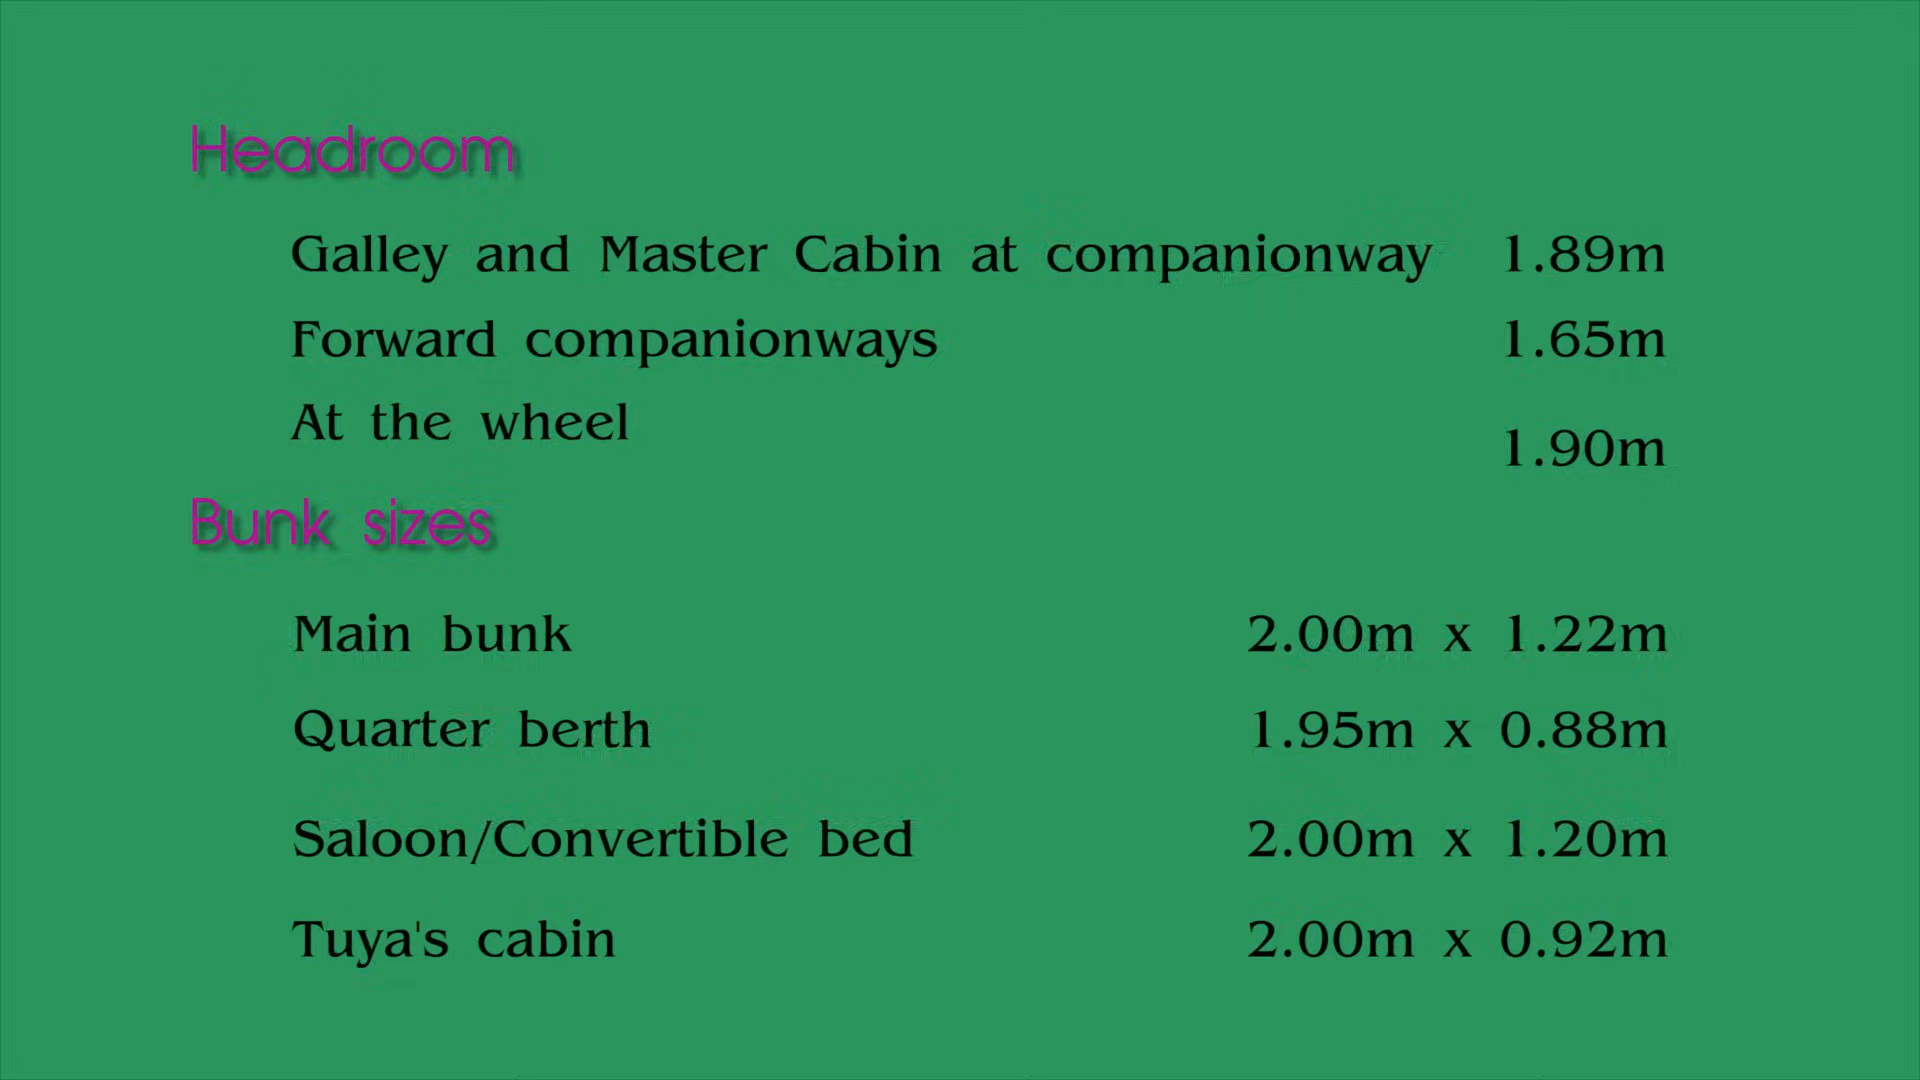 Headroom
Galley and Master Cabin at companionway 1.89m
Forward companionways 1.65m
At the wheel 1.90m
Bunk sizes
Main bunk 2.00m x 1.22m
Quarter berth 1.95m x 0.88m
Saloon/Convertible bed 2.00m x 1.20m
Tuya's cabin 2.00m x 0.92m